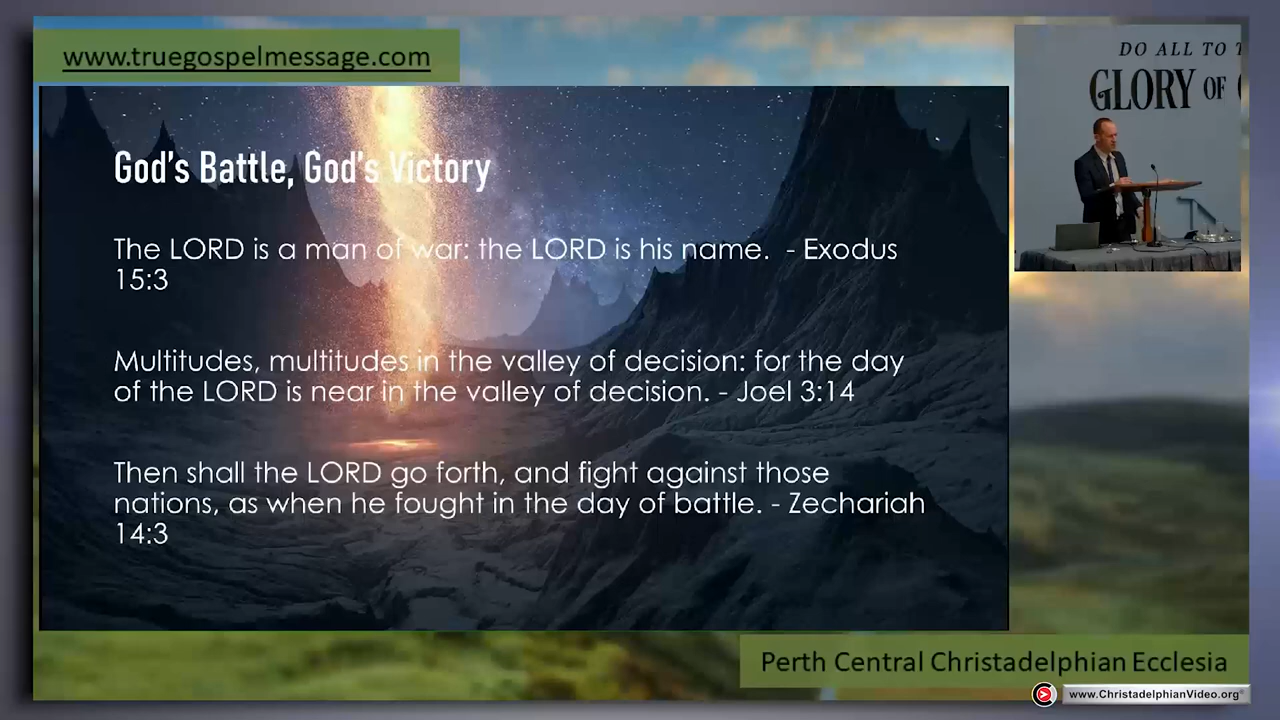 www.truegospelmessage.com
DO ALL TO T
GLORY OF
God's Battle, God's Victory
The LORD is a man of war: the LORD is his name. - Exodus
15:3
Multitudes, multitudes in the valley of decision: for the day
of the LORD is near in the valley of decision. - Joel 3:14
Then shall the LORD go forth, and fight against those
nations, as when he fought in the day of battle. - Zechariah
14:3
Perth Central Christadelphian Ecclesia
www.ChristadelphianVideo.org